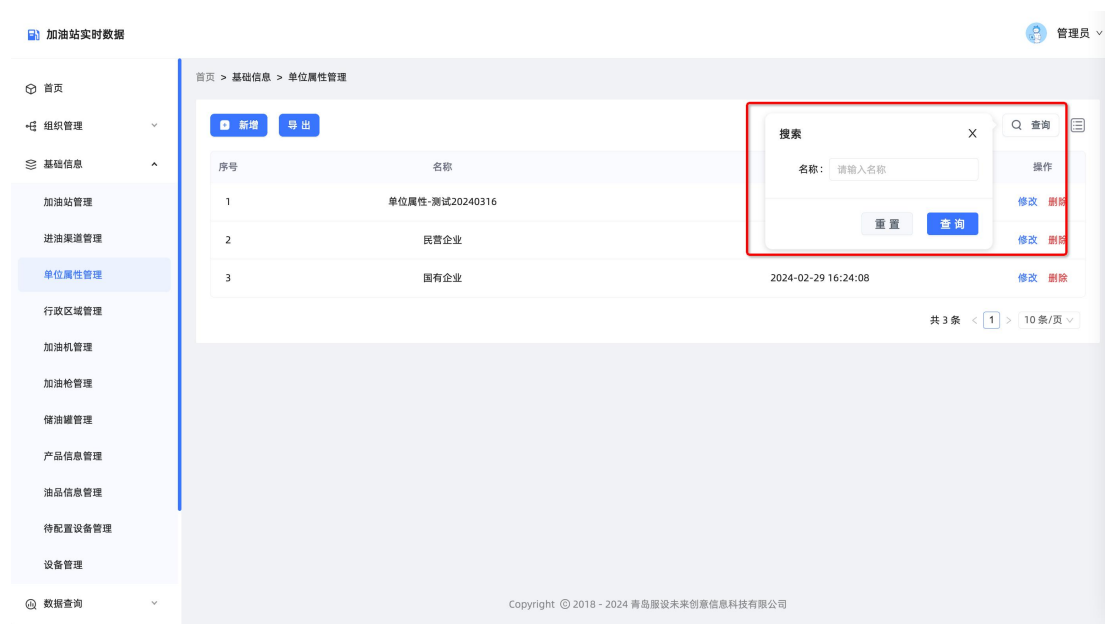 加油站实时数据
管理员
首页
组织管理
基础信息
加油站管理
进油渠道管理
单位属性管理
行政区域管理
加油机管理
加油枪管理
储油罐管理
产品信息管理
油品信息管理
待配置设备管理
设备管理
数据查询
首页 > 基础信息 > 单位属性管理
新增 导出
查询
搜索 X
名称: 请输入名称
重置 查询
序号 名称 操作
1 单位属性-测试20240316 修改 删除
2 民营企业 修改 删除
3 国有企业 2024-02-29 16:24:08 修改 删除
共 3 条 < 1 > 10 条/页
Copyright © 2018 - 2024 青岛服设未来创意信息科技有限公司